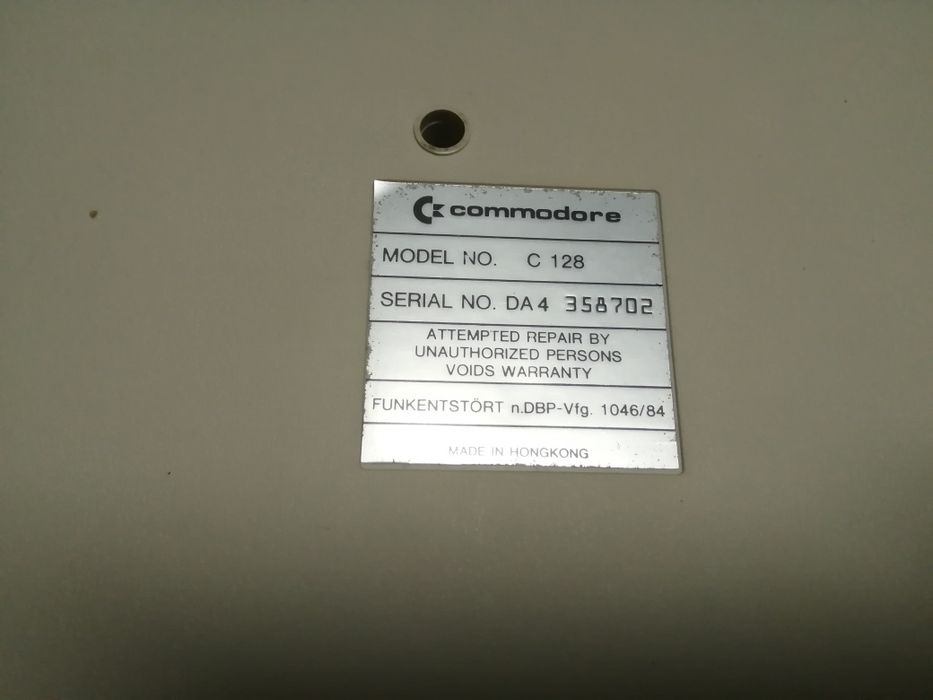 commodore
MODEL NO. C 128
SERIAL NO. DA4 358702
ATTEMPTED REPAIR BY
UNAUTHORIZED PERSONS
VOIDS WARRANTY
FUNKENTSTÖRT n.DBP-Vfg. 1046/84
MADE IN HONGKONG